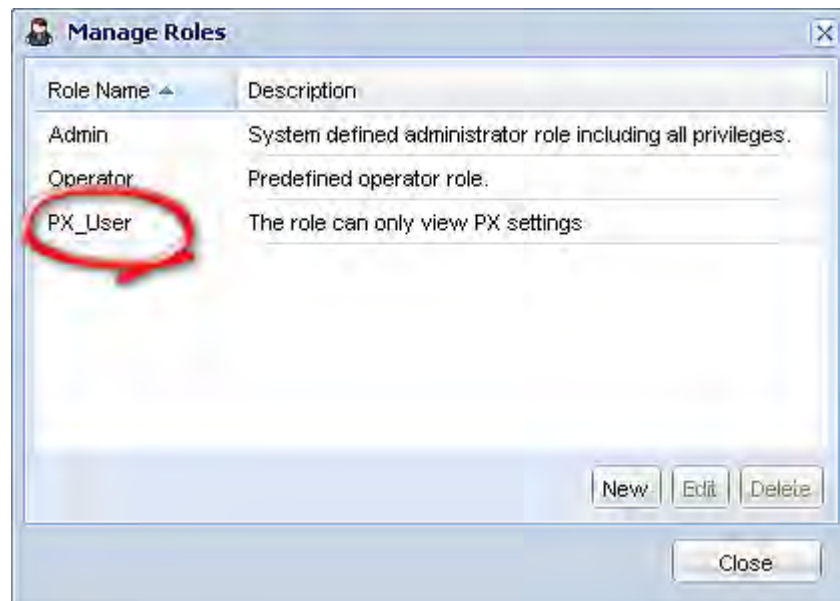 Manage Roles
Role Name Description
Admin System defined administrator role including all privileges.
Operator Predefined operator role.
PX_User The role can only view PX settings
New Edit Delete
Close